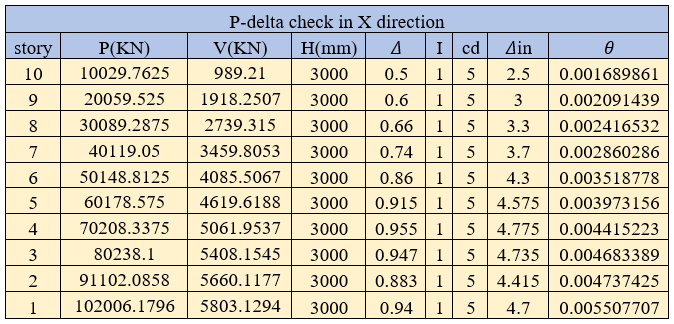 P-delta check in X direction
story P(KN) V(KN) H(mm) Δ I cd Δin θ
10 10029.7625 989.21 3000 0.5 1 5 2.5 0.001689861
9 20059.525 1918.2507 3000 0.6 1 5 3 0.002091439
8 30089.2875 2739.315 3000 0.66 1 5 3.3 0.002416532
7 40119.05 3459.8053 3000 0.74 1 5 3.7 0.002860286
6 50148.8125 4085.5067 3000 0.86 1 5 4.3 0.003518778
5 60178.575 4619.6188 3000 0.915 1 5 4.575 0.003973156
4 70208.3375 5061.9537 3000 0.955 1 5 4.775 0.004415223
3 80238.1 5408.1545 3000 0.947 1 5 4.735 0.004683389
2 91102.0858 5660.1177 3000 0.883 1 5 4.415 0.004737425
1 102006.1796 5803.1294 3000 0.94 1 5 4.7 0.005507707